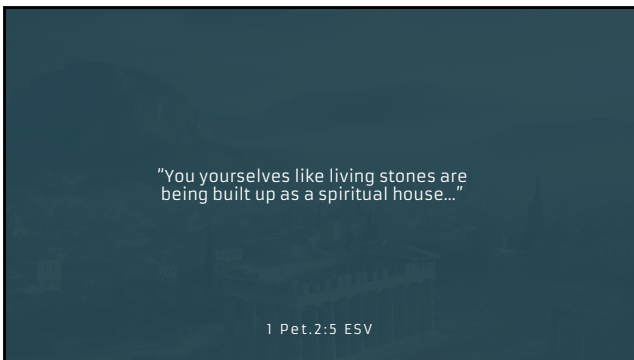 “You yourselves like living stones are
being built up as a spiritual house...”
1 Pet.2:5 ESV